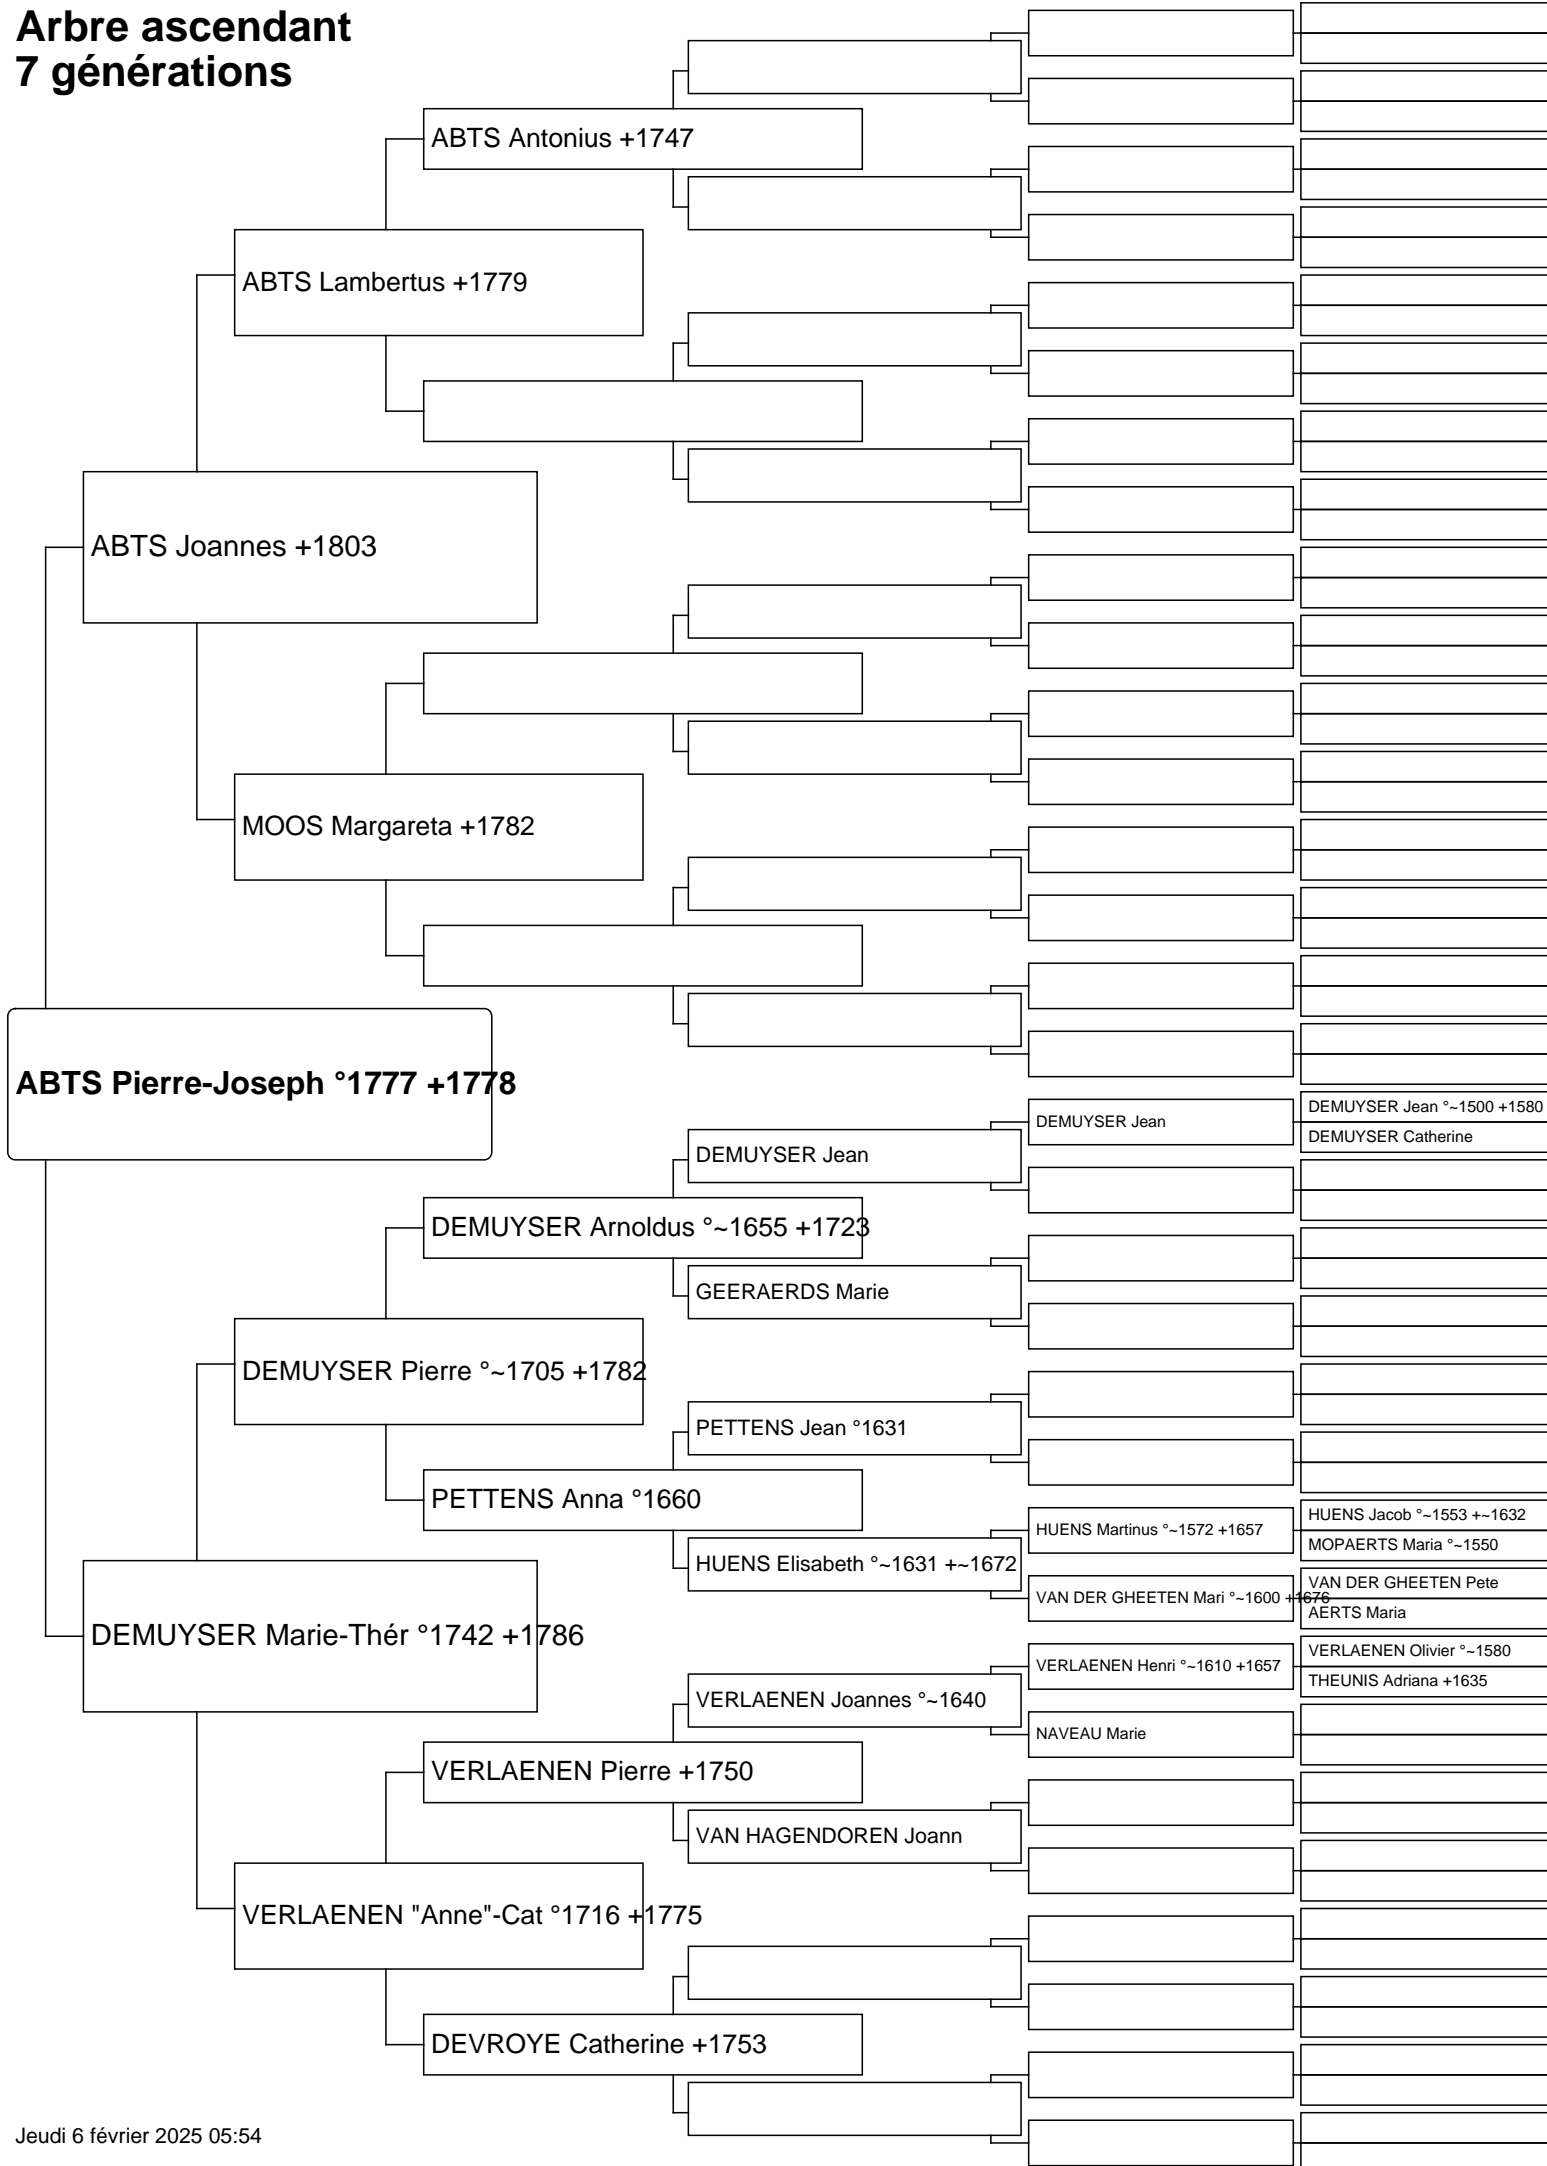 Arbre ascendant
7 générations
ABTS Antonius +1747
ABTS Lambertus +1779
ABTS Joannes +1803
MOOS Margareta +1782
ABTS Pierre-Joseph °1777 +1778
DEMUYSER Jean °~1500 +1580
DEMUYSER Jean
DEMUYSER Catherine
DEMUYSER Jean
DEMUYSER Arnoldus °~1655 +1723
GEERAERDS Marie
DEMUYSER Pierre °~1705 +1782
PETTENS Jean °1631
PETTENS Anna °1660
HUENS Jacob °~1553 +~1632
HUENS Martinus °~1572 +1657
MOPAERTS Maria °~1550
HUENS Elisabeth °~1631 +~1672
VAN DER GHEETEN Pete
VAN DER GHEETEN Mari °~1600 +1676
AERTS Maria
DEMUYSER Marie-Thér °1742 +1786
VERLAENEN Olivier °~1580
VERLAENEN Henri °~1610 +1657
THEUNIS Adriana +1635
VERLAENEN Joannes °~1640
NAVEAU Marie
VERLAENEN Pierre +1750
VAN HAGENDOREN Joann
VERLAENEN "Anne"-Cat °1716 +1775
DEVROYE Catherine +1753
Jeudi 6 février 2025 05:54